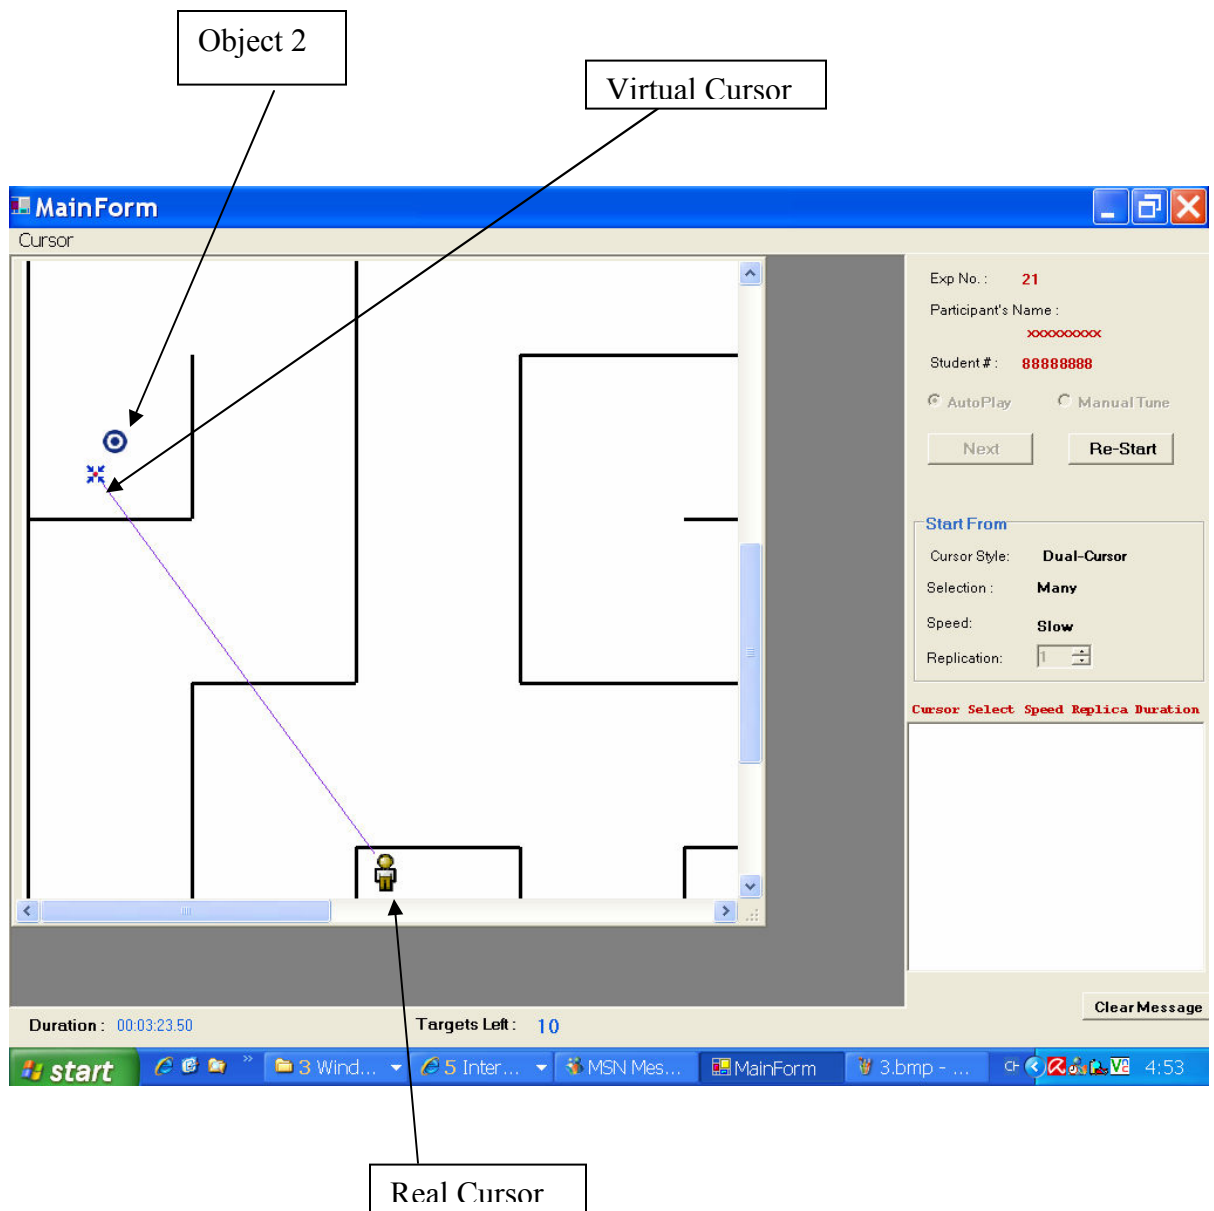 Object 2
Virtual Cursor
MainForm
Cursor
Exp No. : 21
Participant's Name :
xxxxxxxxx
Student # : 88888888
AutoPlay Manual Tune
Next Re-Start
Start From
Cursor Style: Dual-Cursor
Selection : Many
Speed: Slow
Replication: 1
Cursor Select Speed Replica Duration
Clear Message
Duration : 00:03:23.50 Targets Left : 10
start 3 Wind... 5 Inter... MSN Mes... MainForm 3.bmp - ... CH V2 4:53
Real Cursor